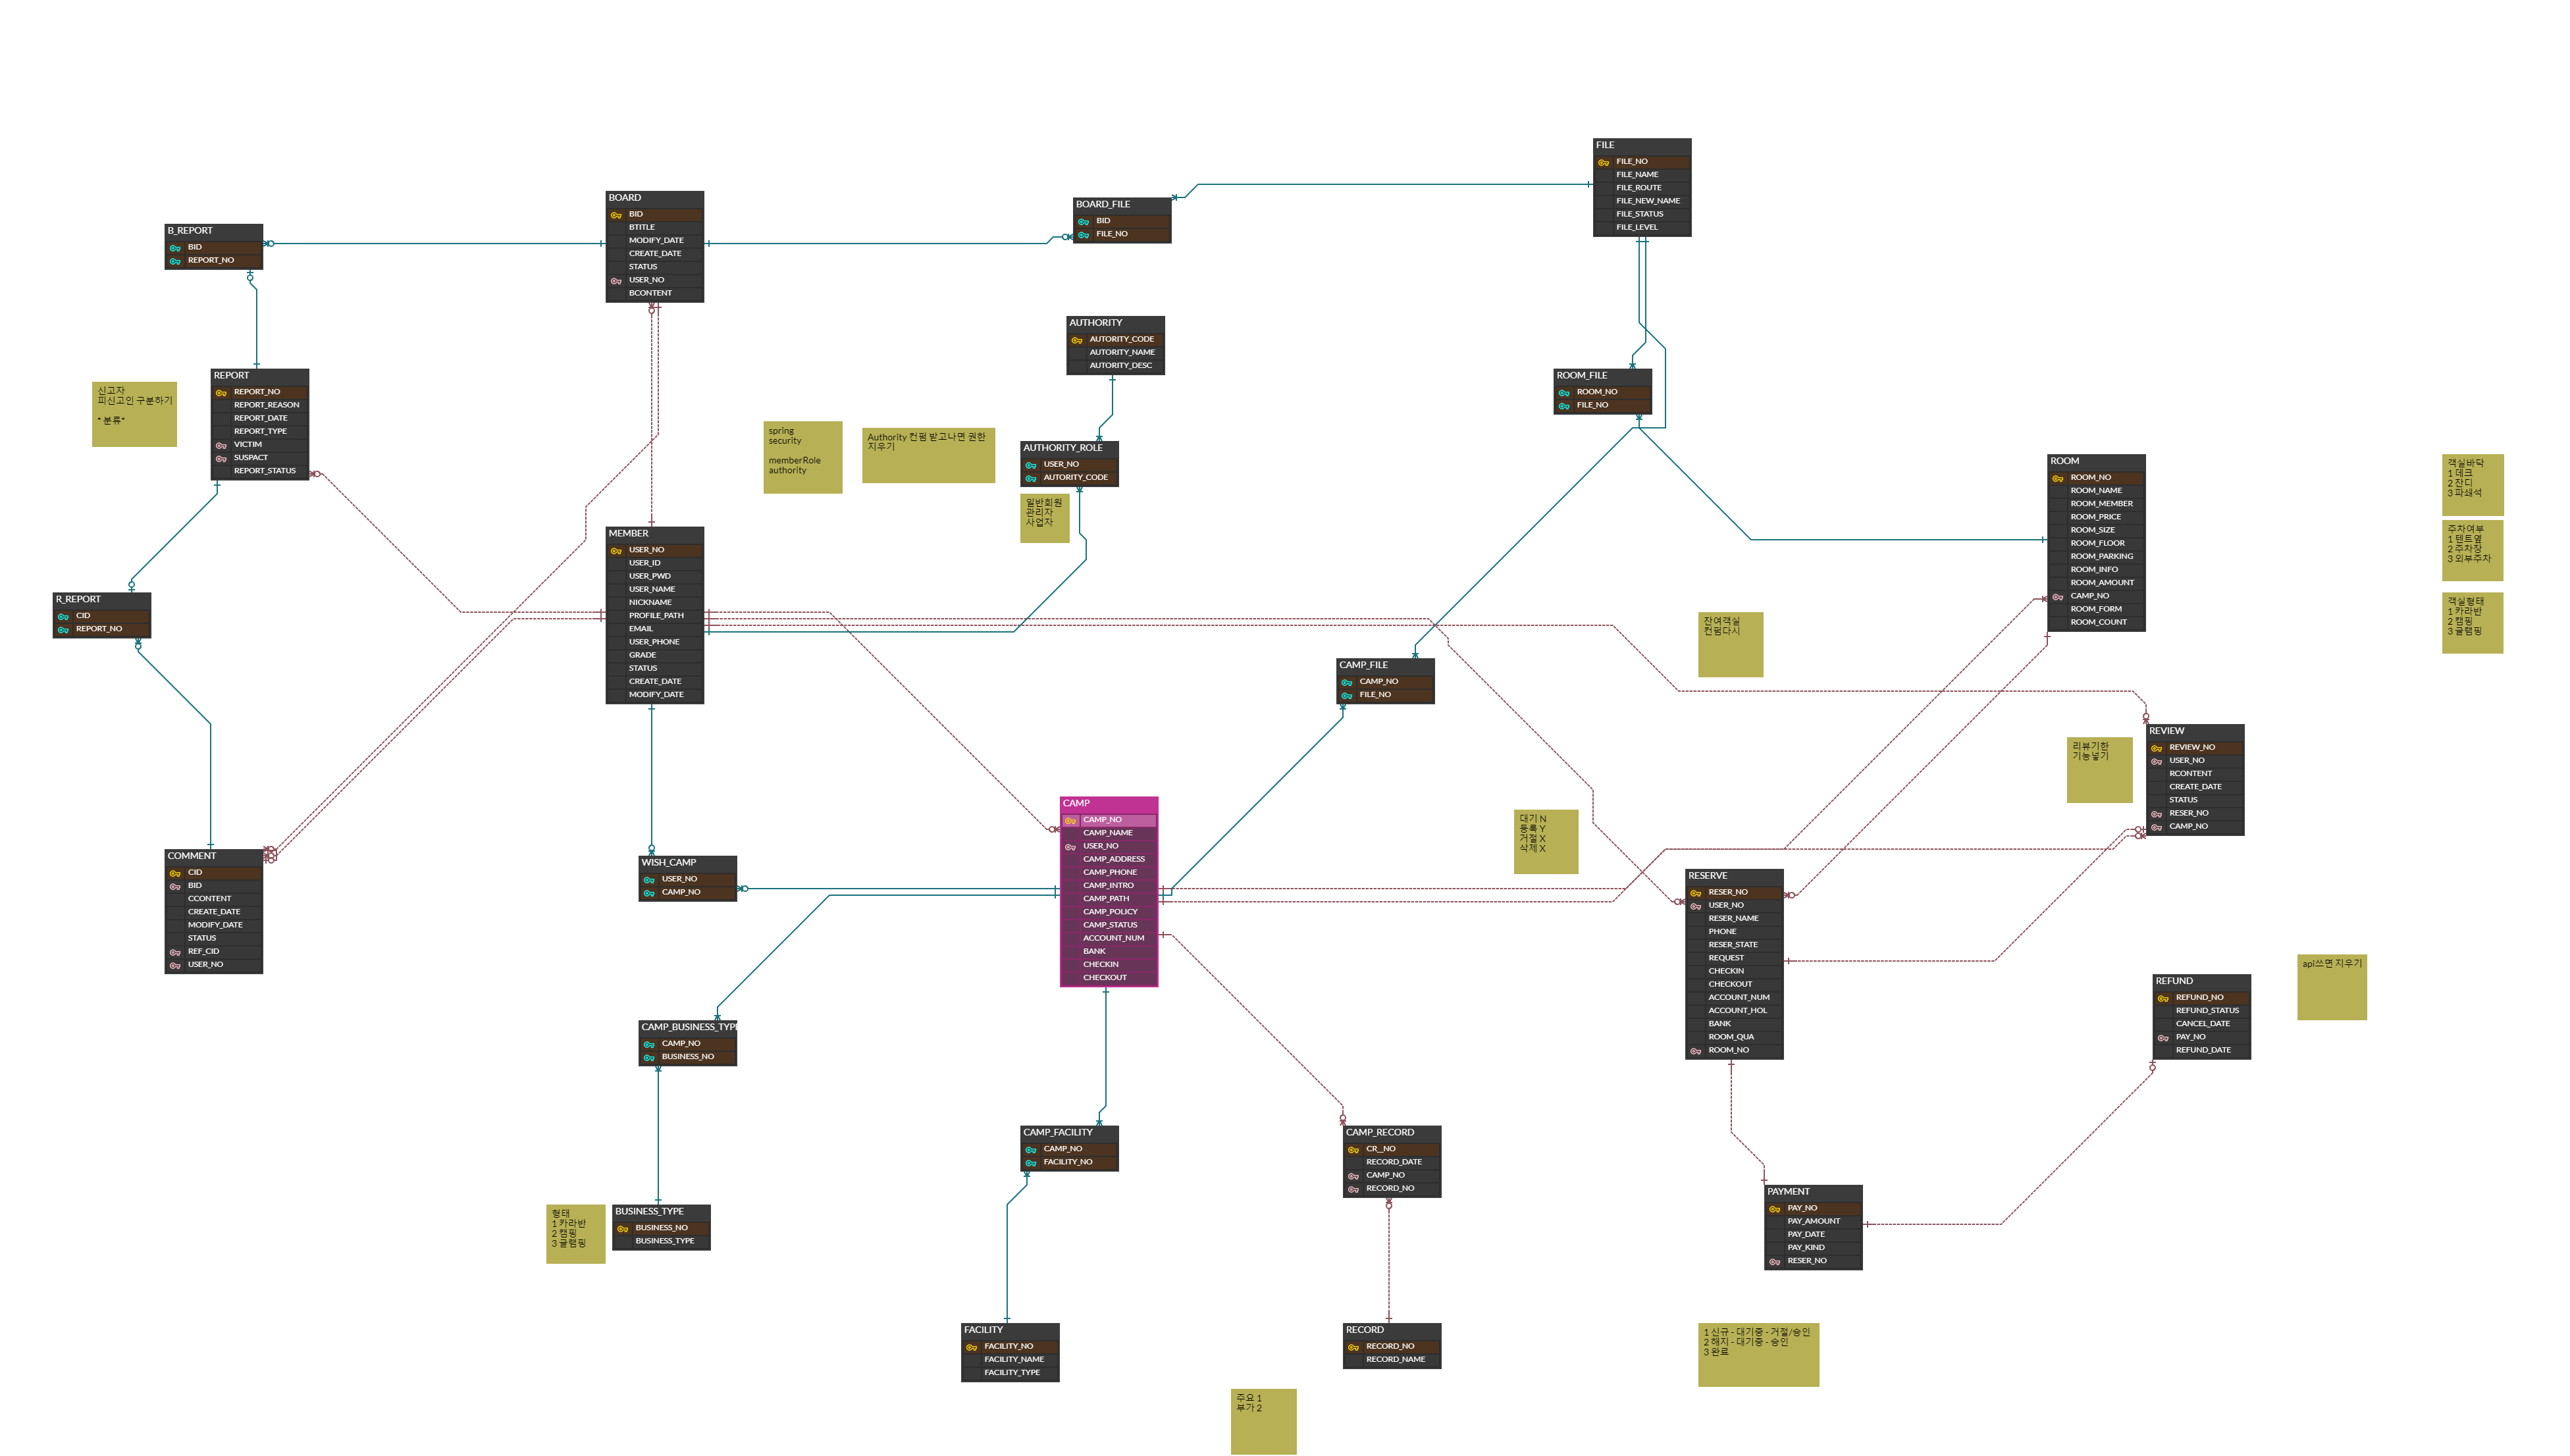 FILE
FILE_NO
FILE_NAME
FILE_ROUTE
FILE_NEW_NAME
FILE_STATUS
FILE_LEVEL
BOARD
BID
BTITLE
MODIFY_DATE
CREATE_DATE
STATUS
USER_NO
BCONTENT
BOARD_FILE
BID
FILE_NO
B_REPORT
BID
REPORT_NO
AUTHORITY
AUTORITY_CODE
AUTORITY_NAME
AUTORITY_DESC
REPORT
REPORT_NO
REPORT_REASON
REPORT_DATE
REPORT_TYPE
VICTIM
SUSPACT
REPORT_STATUS
신고자
피신고인 구분하기
* 분류*
ROOM_FILE
ROOM_NO
FILE_NO
spring
security
memberRole
authority
Authority 컨펌 받고나면 권한
지우기
AUTHORITY_ROLE
USER_NO
AUTORITY_CODE
일반회원
관리자
사업자
ROOM
ROOM_NO
ROOM_NAME
ROOM_MEMBER
ROOM_PRICE
ROOM_SIZE
ROOM_FLOOR
ROOM_PARKING
ROOM_INFO
ROOM_AMOUNT
CAMP_NO
ROOM_FORM
ROOM_COUNT
객실바닥
1 데크
2 잔디
3 파쇄석
주차여부
1 텐트옆
2 주차장
3 외부주차
객실형태
1 카라반
2 캠핑
3 글램핑
MEMBER
USER_NO
USER_ID
USER_PWD
USER_NAME
NICKNAME
PROFILE_PATH
EMAIL
USER_PHONE
GRADE
STATUS
CREATE_DATE
MODIFY_DATE
R_REPORT
CID
REPORT_NO
잔여객실
컨펌다시
CAMP_FILE
CAMP_NO
FILE_NO
REVIEW
REVIEW_NO
USER_NO
RCONTENT
CREATE_DATE
STATUS
RESER_NO
CAMP_NO
리뷰기한
기능넣기
CAMP
CAMP_NO
CAMP_NAME
USER_NO
CAMP_ADDRESS
CAMP_PHONE
CAMP_INTRO
CAMP_PATH
CAMP_POLICY
CAMP_STATUS
ACCOUNT_NUM
BANK
CHECKIN
CHECKOUT
대기 N
등록 Y
거절 X
삭제 X
COMMENT
CID
BID
CCONTENT
CREATE_DATE
MODIFY_DATE
STATUS
REF_CID
USER_NO
WISH_CAMP
USER_NO
CAMP_NO
RESERVE
RESER_NO
USER_NO
RESER_NAME
PHONE
RESER_STATE
REQUEST
CHECKIN
CHECKOUT
ACCOUNT_NUM
ACCOUNT_HOL
BANK
ROOM_QUA
ROOM_NO
REFUND
REFUND_NO
REFUND_STATUS
CANCEL_DATE
PAY_NO
REFUND_DATE
api쓰면 지우기
CAMP_BUSINESS_TYPE
CAMP_NO
BUSINESS_NO
CAMP_FACILITY
CAMP_NO
FACILITY_NO
CAMP_RECORD
CR__NO
RECORD_DATE
CAMP_NO
RECORD_NO
PAYMENT
PAY_NO
PAY_AMOUNT
PAY_DATE
PAY_KIND
RESER_NO
형태
1 카라반
2 캠핑
3 글램핑
BUSINESS_TYPE
BUSINESS_NO
BUSINESS_TYPE
FACILITY
FACILITY_NO
FACILITY_NAME
FACILITY_TYPE
RECORD
RECORD_NO
RECORD_NAME
1 신규 - 대기중 - 거절/승인
2 해지 - 대기중 - 승인
3 완료
주요 1
부가 2